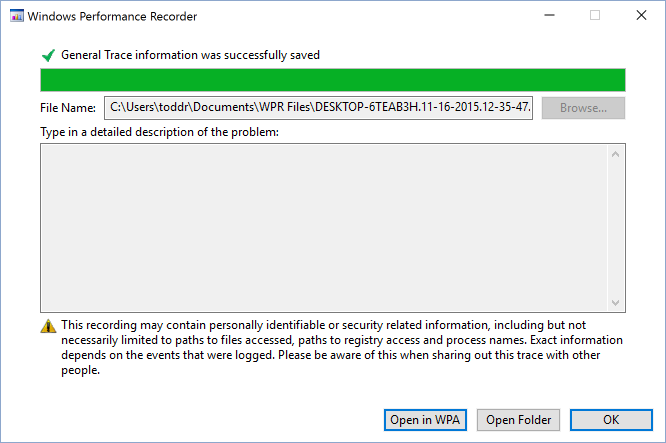 Windows Performance Recorder
General Trace information was successfully saved
File Name: C:\Users\toddr\Documents\WPR Files\DESKTOP-6TEAB3H.11-16-2015.12-35-47. Browse...
Type in a detailed description of the problem:
This recording may contain personally identifiable or security related information, including but not
necessarily limited to paths to files accessed, paths to registry access and process names. Exact information
depends on the events that were logged. Please be aware of this when sharing out this trace with other
people.
Open in WPA Open Folder OK